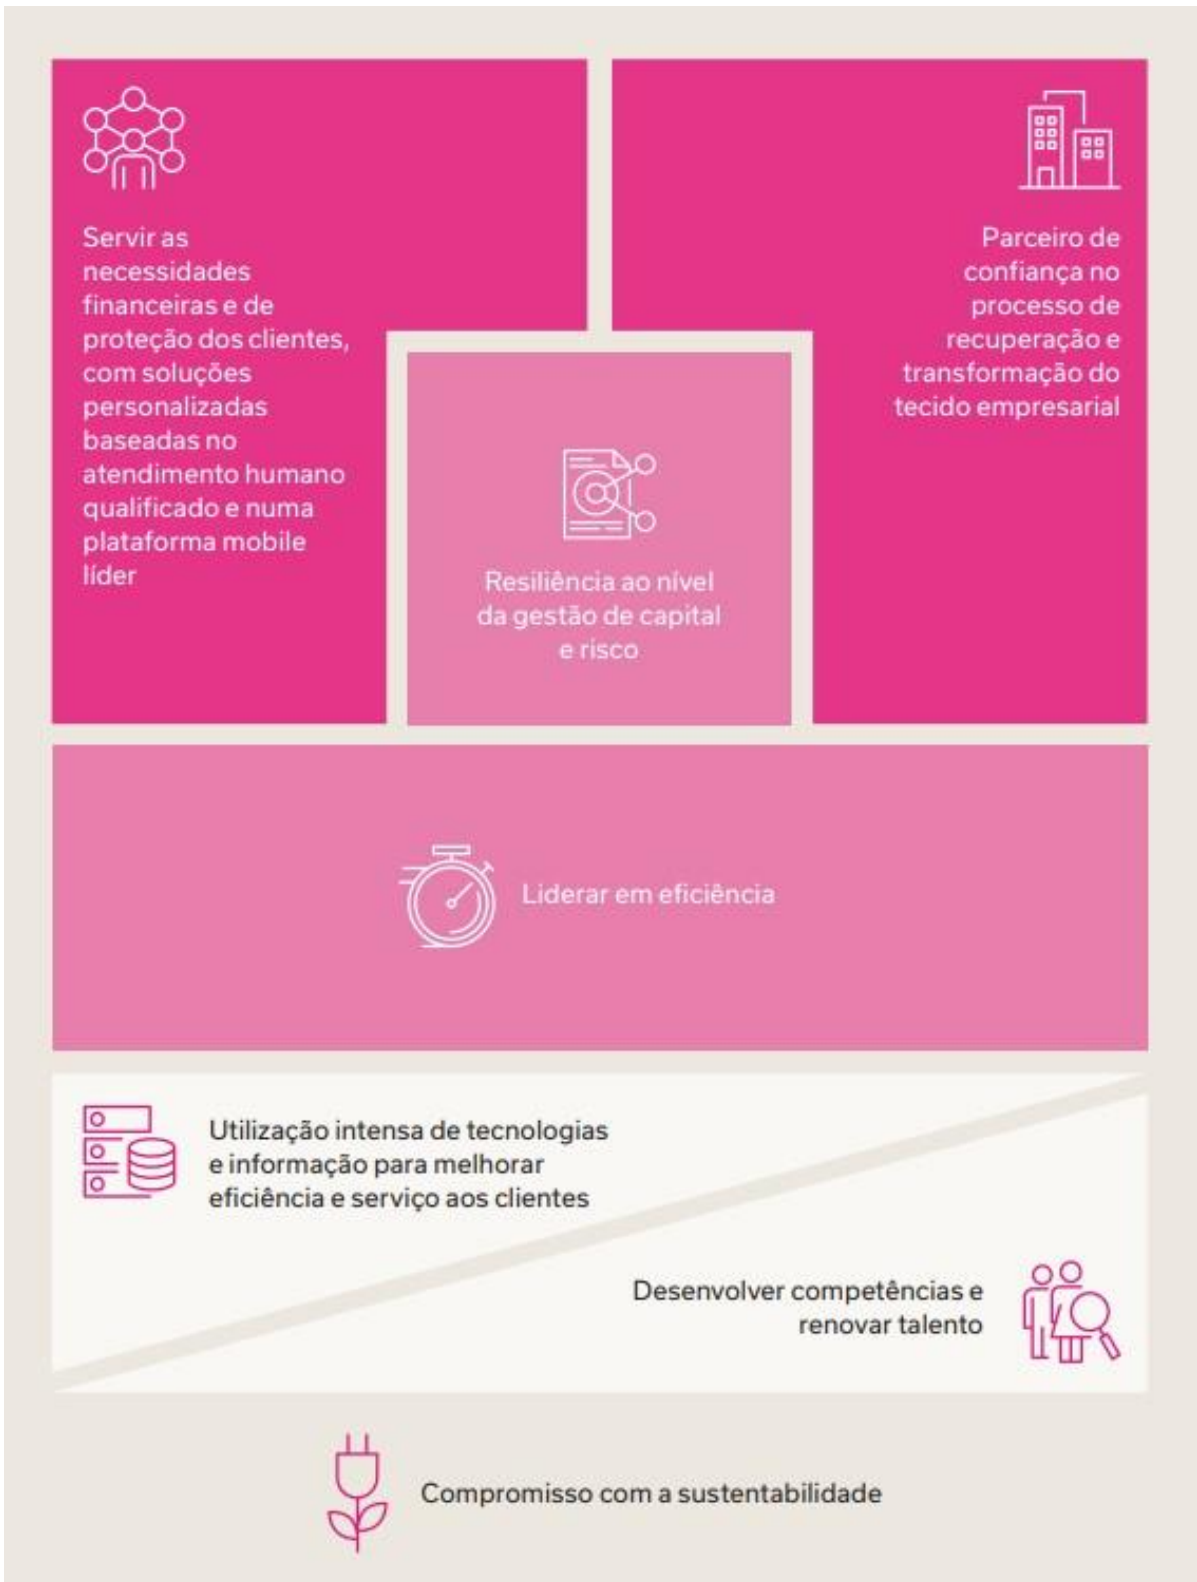 Servir as
necessidades
financeiras e de
proteção dos clientes,
com soluções
personalizadas
baseadas no
atendimento humano
qualificado e numa
plataforma mobile
líder
Parceiro de
confiança no
processo de
recuperação e
transformação do
tecido empresarial
Resiliência ao nível
da gestão de capital
e risco
Liderar em eficiência
Utilização intensa de tecnologias
e informação para melhorar
eficiência e serviço aos clientes
Desenvolver competências e
renovar talento
Compromisso com a sustentabilidade